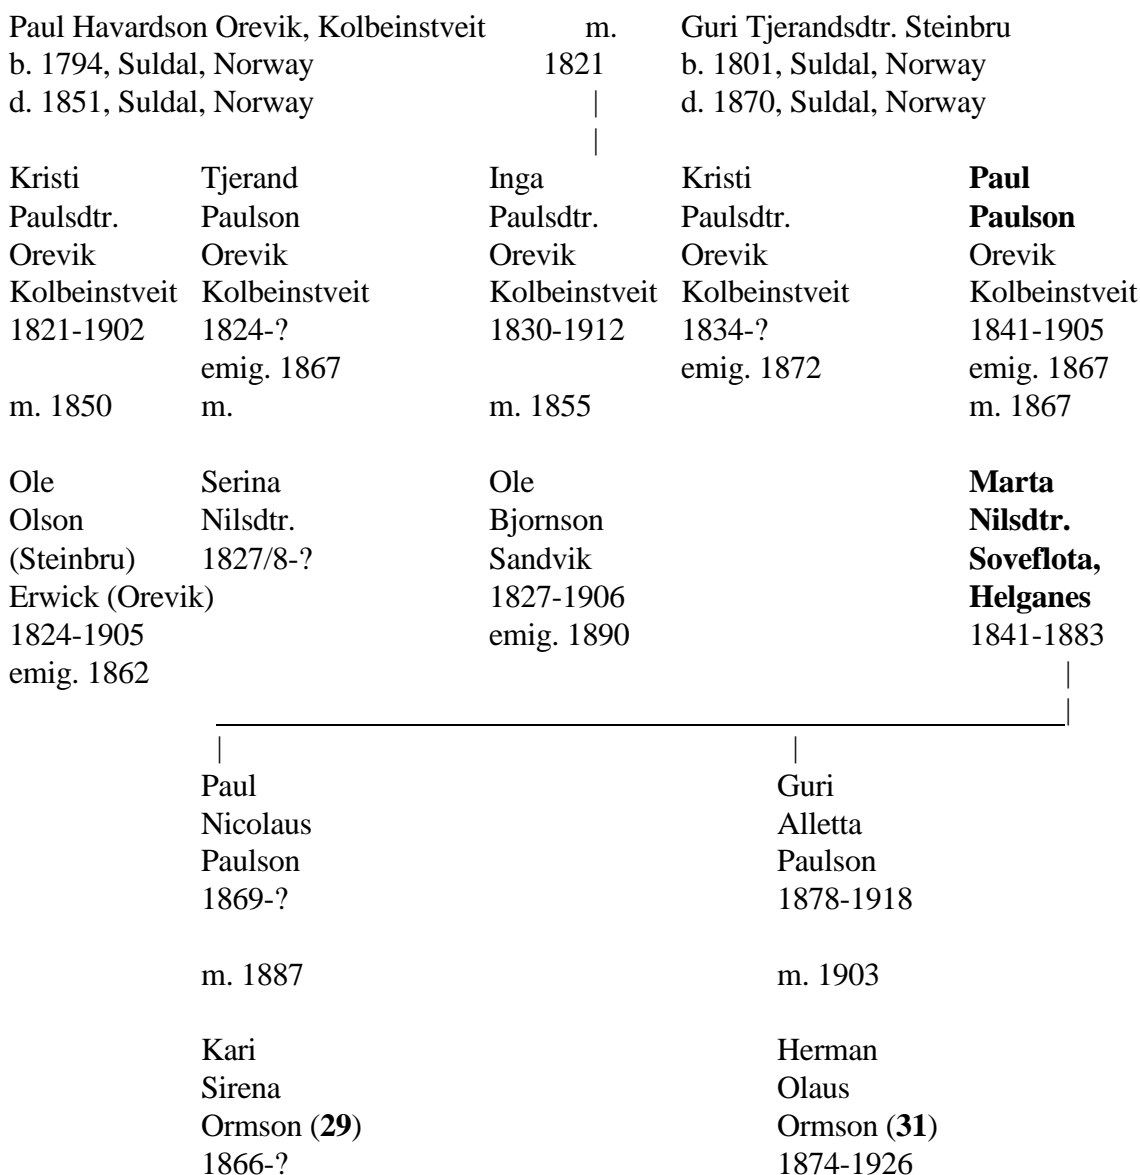 Paul Havardson Orevik, Kolbeinstveit m. Guri Tjerandsdtr. Steinbru
b. 1794, Suldal, Norway 1821 b. 1801, Suldal, Norway
d. 1851, Suldal, Norway | d. 1870, Suldal, Norway
|
Kristi Tjerand Inga Kristi Paul
Paulsdtr. Paulson Paulsdtr. Paulsdtr. Paulson
Orevik Orevik Orevik Orevik Orevik
Kolbeinstveit Kolbeinstveit Kolbeinstveit Kolbeinstveit Kolbeinstveit
1821-1902 1824-? 1830-1912 1834-? 1841-1905
emig. 1867 emig. 1872 emig. 1867
m. 1850 m. m. 1855 m. 1867
Ole Serina Ole Marta
Olson Nilsdtr. Bjornson Nilsdtr.
(Steinbru) 1827/8-? Sandvik Soveflota,
Erwick (Orevik) 1827-1906 Helganes
1824-1905 emig. 1890 1841-1883
emig. 1862 |
|
| |
Paul Guri
Nicolaus Alletta
Paulson Paulson
1869-? 1878-1918
m. 1887 m. 1903
Kari Herman
Sirena Olaus
Ormson (29) Ormson (31)
1866-? 1874-1926